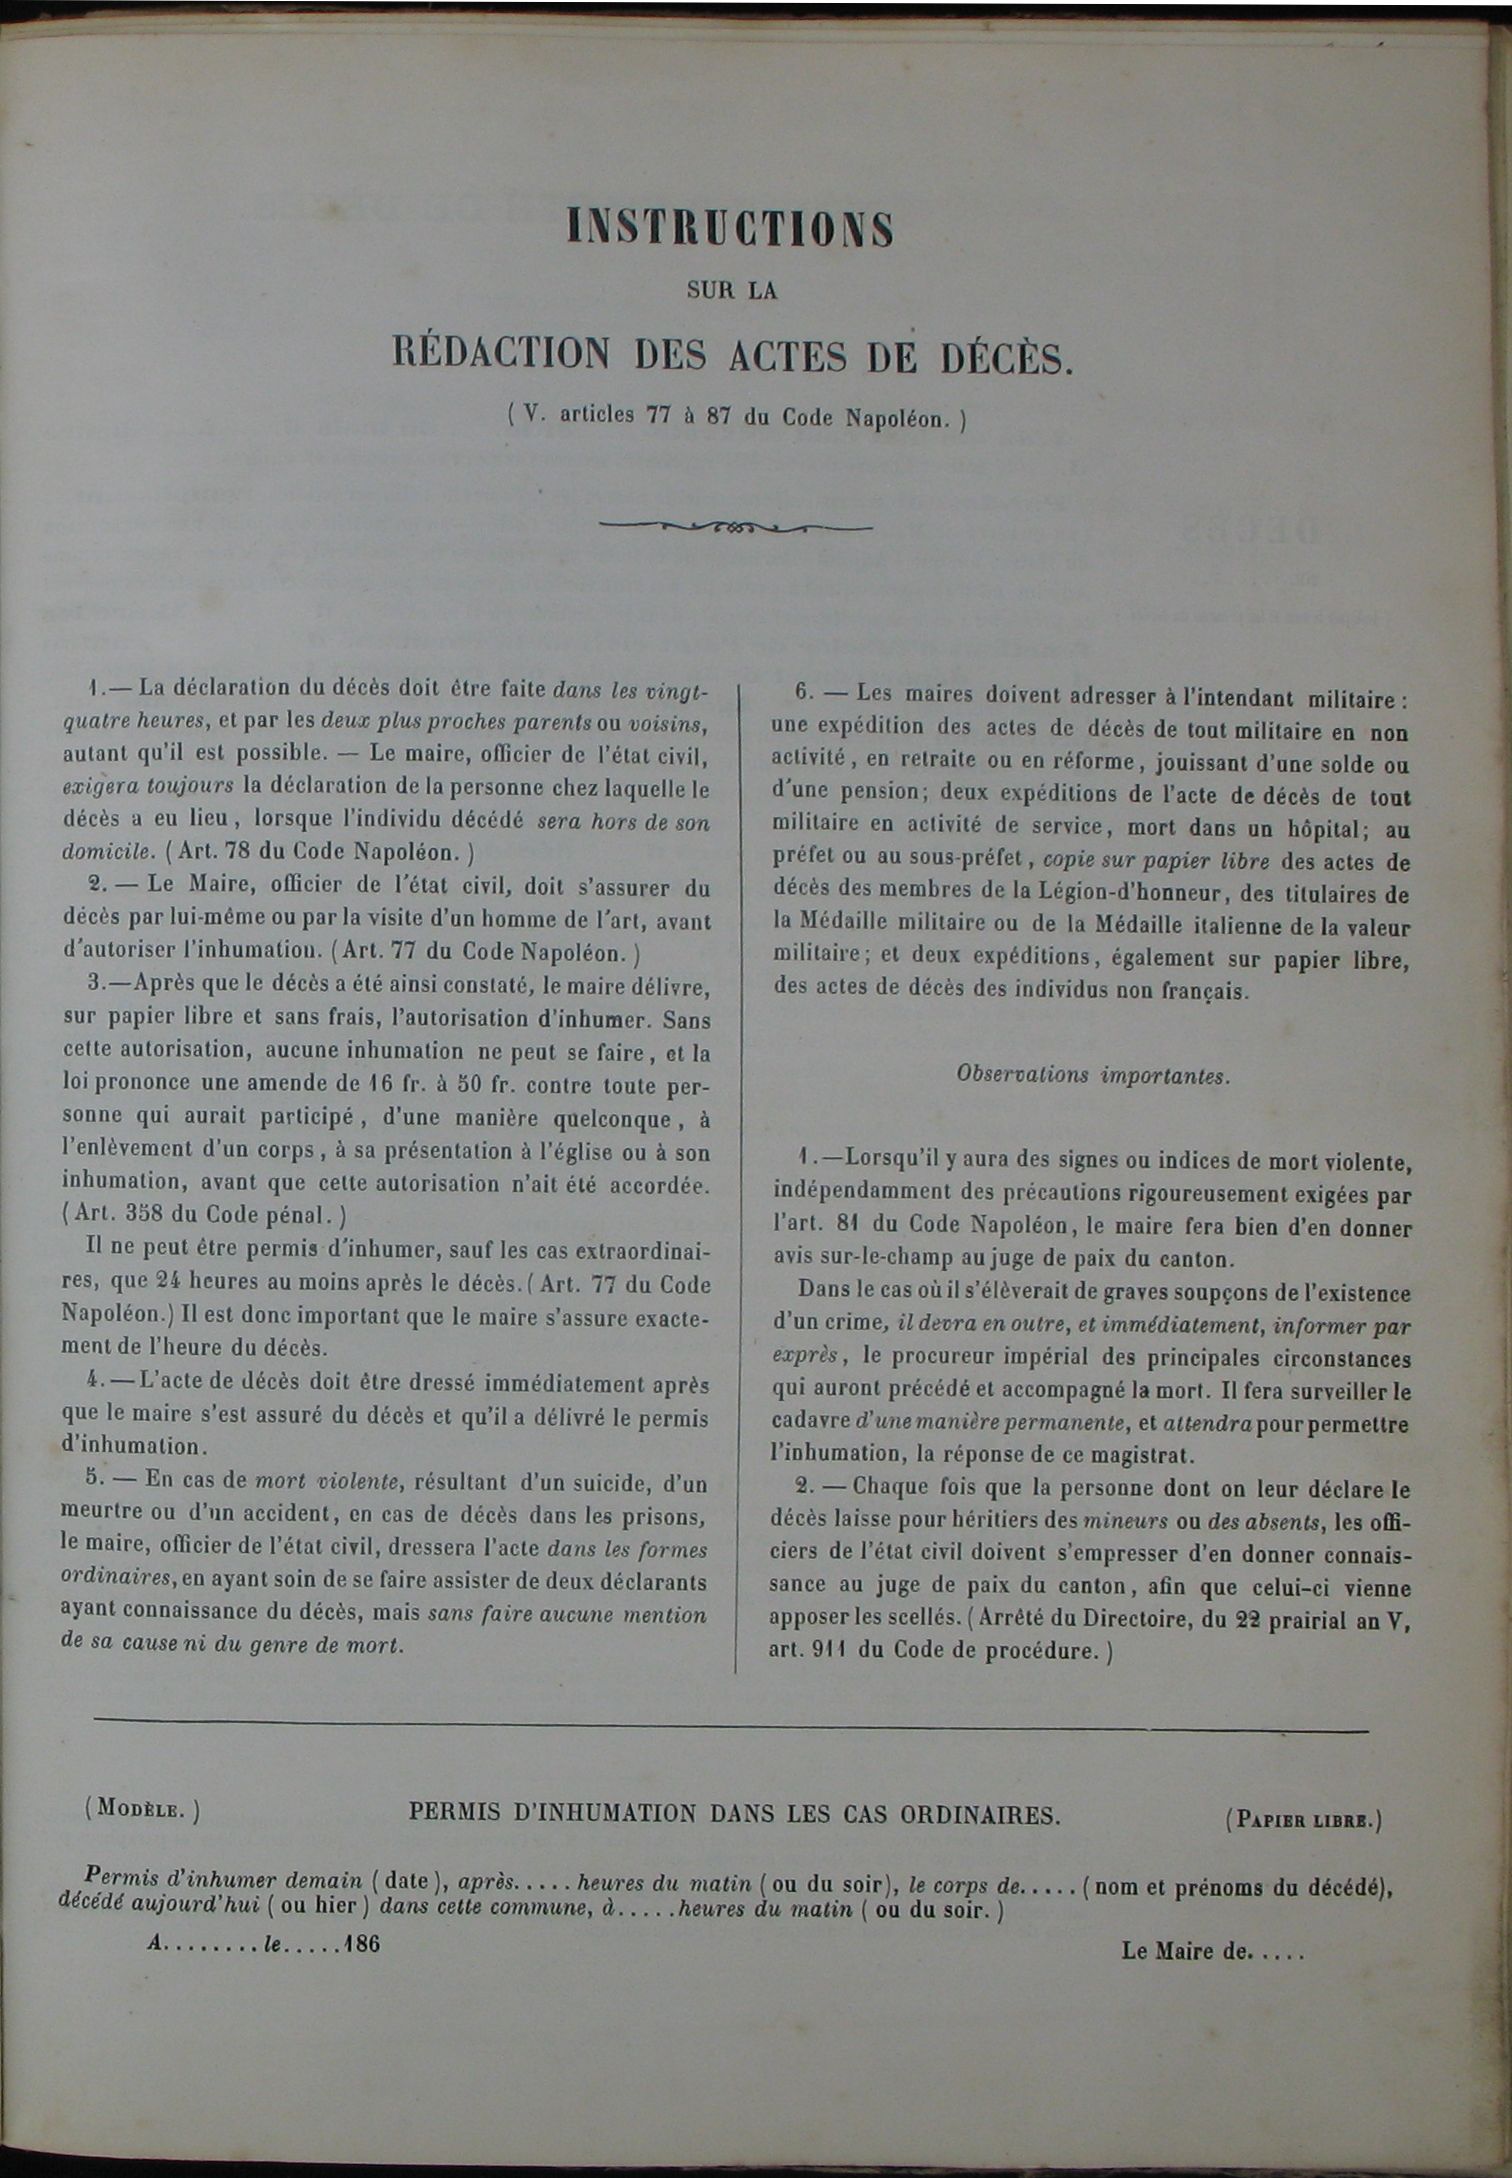 INSTRUCTIONS
SUR LA
RÉDACTION DES ACTES DE DÉCÈS.
( V. articles 77 à 87 du Code Napoléon. )
1.— La déclaration du décès doit être faite dans les vingt-
quatre heures, et par les deux plus proches parents ou voisins,
autant qu'il est possible. — Le maire, officier de l'état civil,
exigera toujours la déclaration de la personne chez laquelle le
décès a eu lieu, lorsque l'individu décédé sera hors de son
domicile. ( Art. 78 du Code Napoléon. )
2. — Le Maire, officier de l'état civil, doit s'assurer du
décès par lui-même ou par la visite d'un homme de l'art, avant
d'autoriser l'inhumation. ( Art. 77 du Code Napoléon. )
3.—Après que le décès a été ainsi constaté, le maire délivre,
sur papier libre et sans frais, l'autorisation d'inhumer. Sans
cette autorisation, aucune inhumation ne peut se faire, et la
loi prononce une amende de 16 fr. à 50 fr. contre toute per-
sonne qui aurait participé, d'une manière quelconque, à
l'enlèvement d'un corps, à sa présentation à l'église ou à son
inhumation, avant que cette autorisation n'ait été accordée.
( Art. 358 du Code pénal. )
Il ne peut être permis d'inhumer, sauf les cas extraordinai-
res, que 24 heures au moins après le décès. ( Art. 77 du Code
Napoléon.) Il est donc important que le maire s'assure exacte-
ment de l'heure du décès.
4. — L'acte de décès doit être dressé immédiatement après
que le maire s'est assuré du décès et qu'il a délivré le permis
d'inhumation.
5. — En cas de mort violente, résultant d'un suicide, d'un
meurtre ou d'un accident, en cas de décès dans les prisons,
le maire, officier de l'état civil, dressera l'acte dans les formes
ordinaires, en ayant soin de se faire assister de deux déclarants
ayant connaissance du décès, mais sans faire aucune mention
de sa cause ni du genre de mort.
6. — Les maires doivent adresser à l'intendant militaire :
une expédition des actes de décès de tout militaire en non
activité, en retraite ou en réforme, jouissant d'une solde ou
d'une pension; deux expéditions de l'acte de décès de tout
militaire en activité de service, mort dans un hôpital; au
préfet ou au sous-préfet, copie sur papier libre des actes de
décès des membres de la Légion-d'honneur, des titulaires de
la Médaille militaire ou de la Médaille italienne de la valeur
militaire; et deux expéditions, également sur papier libre,
des actes de décès des individus non français.
Observations importantes.
1.—Lorsqu'il y aura des signes ou indices de mort violente,
indépendamment des précautions rigoureusement exigées par
l'art. 81 du Code Napoléon, le maire fera bien d'en donner
avis sur-le-champ au juge de paix du canton.
Dans le cas où il s'élèverait de graves soupçons de l'existence
d'un crime, il devra en outre, et immédiatement, informer par
exprès, le procureur impérial des principales circonstances
qui auront précédé et accompagné la mort. Il fera surveiller le
cadavre d'une manière permanente, et attendra pour permettre
l'inhumation, la réponse de ce magistrat.
2. — Chaque fois que la personne dont on leur déclare le
décès laisse pour héritiers des mineurs ou des absents, les offi-
ciers de l'état civil doivent s'empresser d'en donner connais-
sance au juge de paix du canton, afin que celui-ci vienne
apposer les scellés. ( Arrêté du Directoire, du 22 prairial an V,
art. 911 du Code de procédure. )
( MODÈLE. ) PERMIS D'INHUMATION DANS LES CAS ORDINAIRES. ( PAPIER LIBRE.)
Permis d'inhumer demain ( date ), après..... heures du matin ( ou du soir), le corps de..... ( nom et prénoms du décédé),
décédé aujourd'hui ( ou hier ) dans cette commune, à.....heures du matin ( ou du soir. )
A........ le.....186 Le Maire de.....